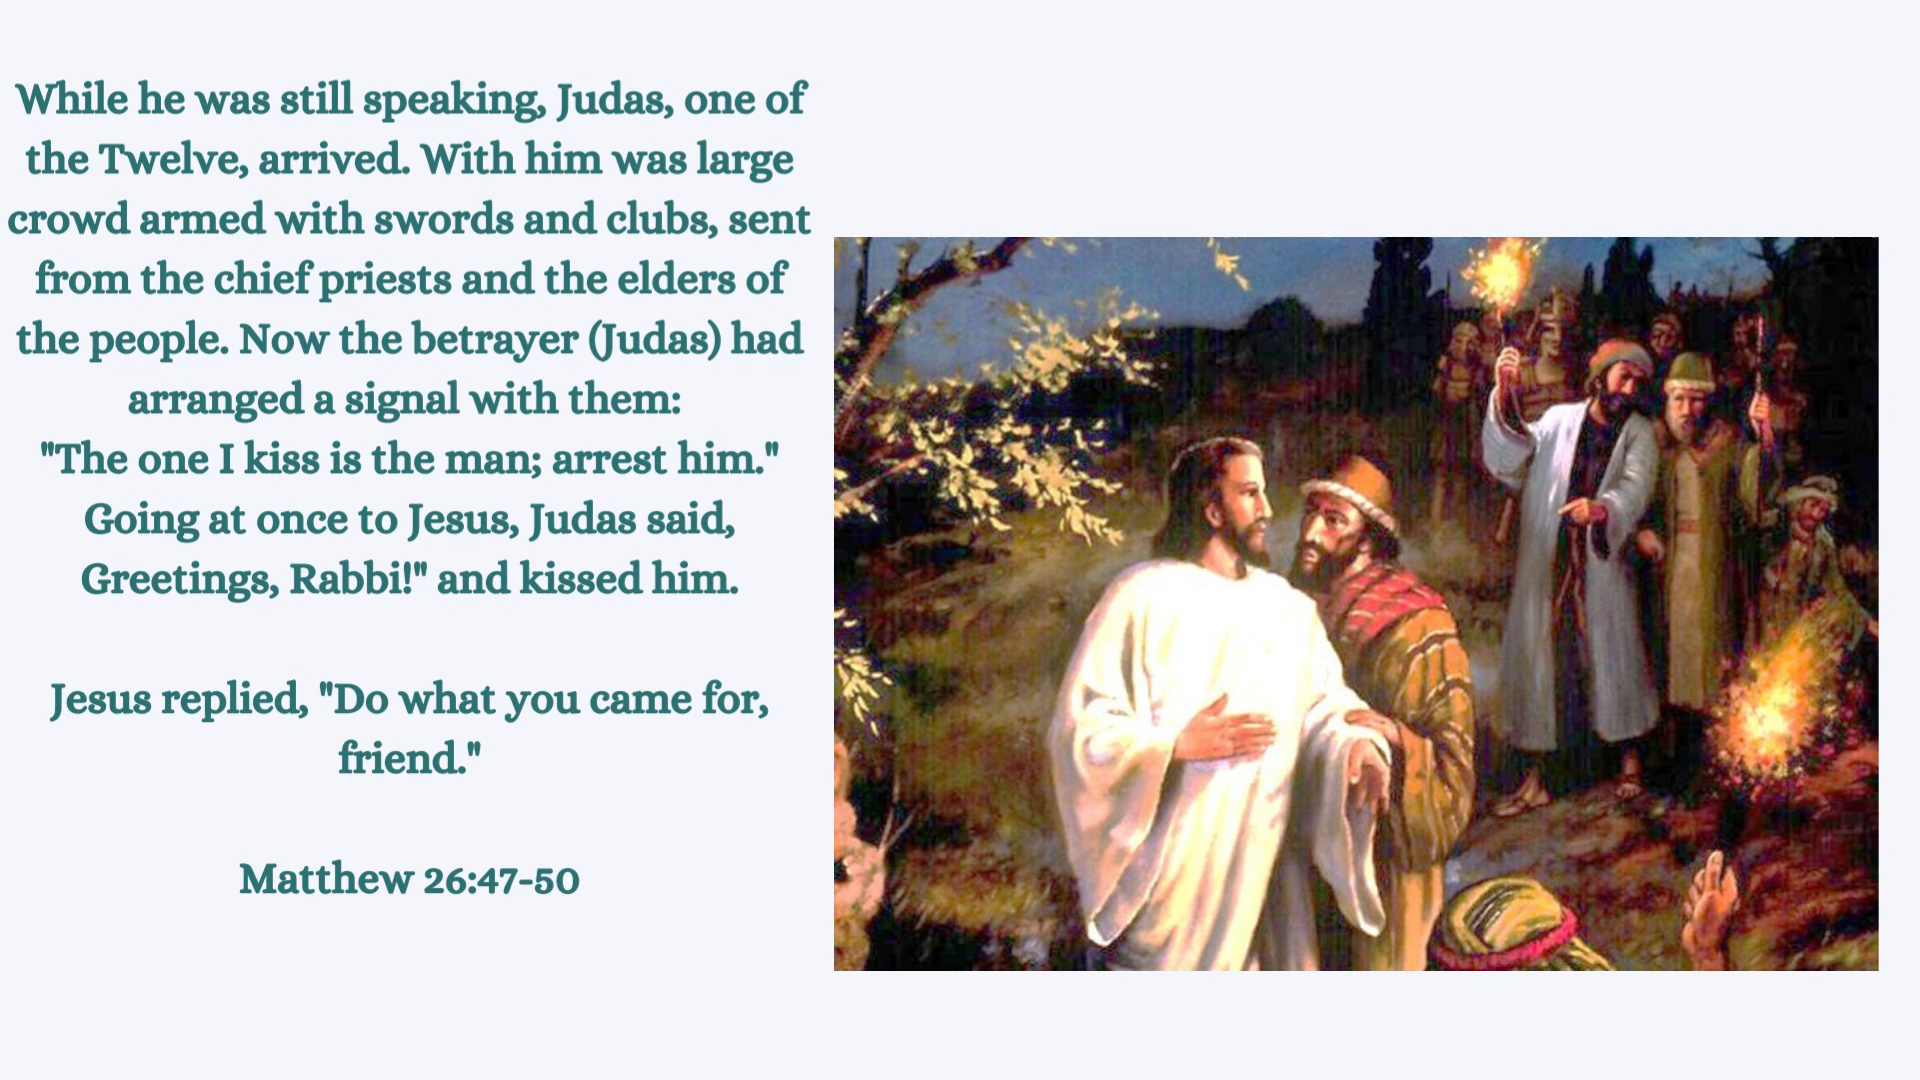 While he was still speaking, Judas, one of
the Twelve, arrived. With him was large
crowd armed with swords and clubs, sent
from the chief priests and the elders of
the people. Now the betrayer (Judas) had
arranged a signal with them:
"The one I kiss is the man; arrest him."
Going at once to Jesus, Judas said,
Greetings, Rabbi!" and kissed him.
Jesus replied, "Do what you came for,
friend."
Matthew 26:47-50